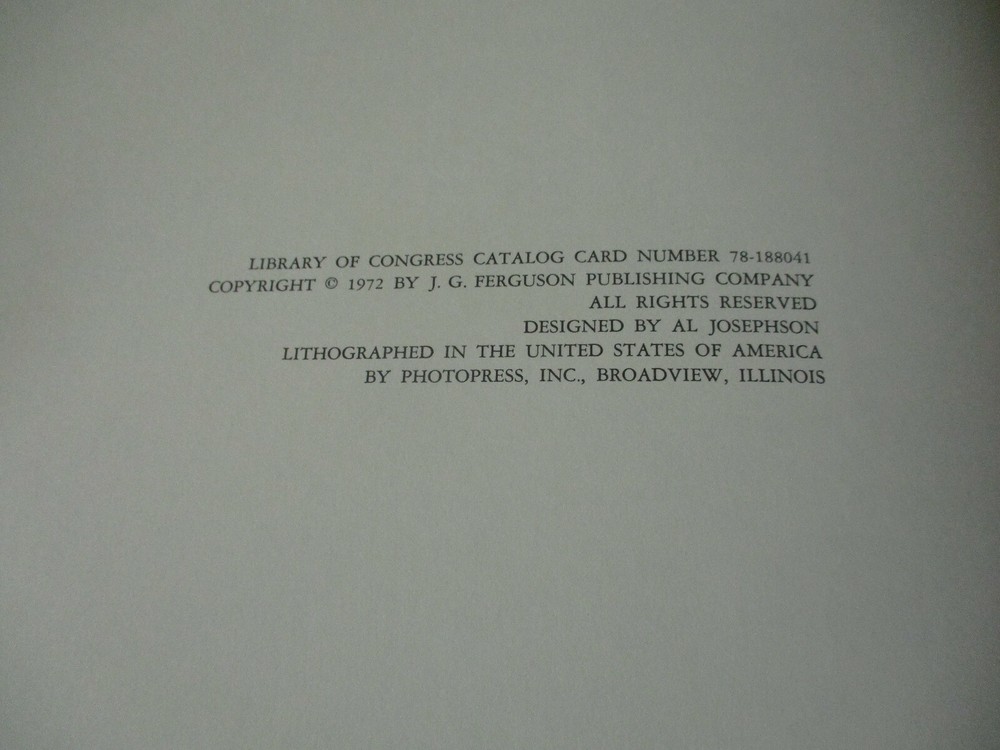 LIBRARY OF CONGRESS CATALOG CARD NUMBER 78-188041
COPYRIGHT © 1972 BY J. G. FERGUSON PUBLISHING COMPANY
ALL RIGHTS RESERVED
DESIGNED BY AL JOSEPHSON
LITHOGRAPHED IN THE UNITED STATES OF AMERICA
BY PHOTOPRESS, INC., BROADVIEW, ILLINOIS